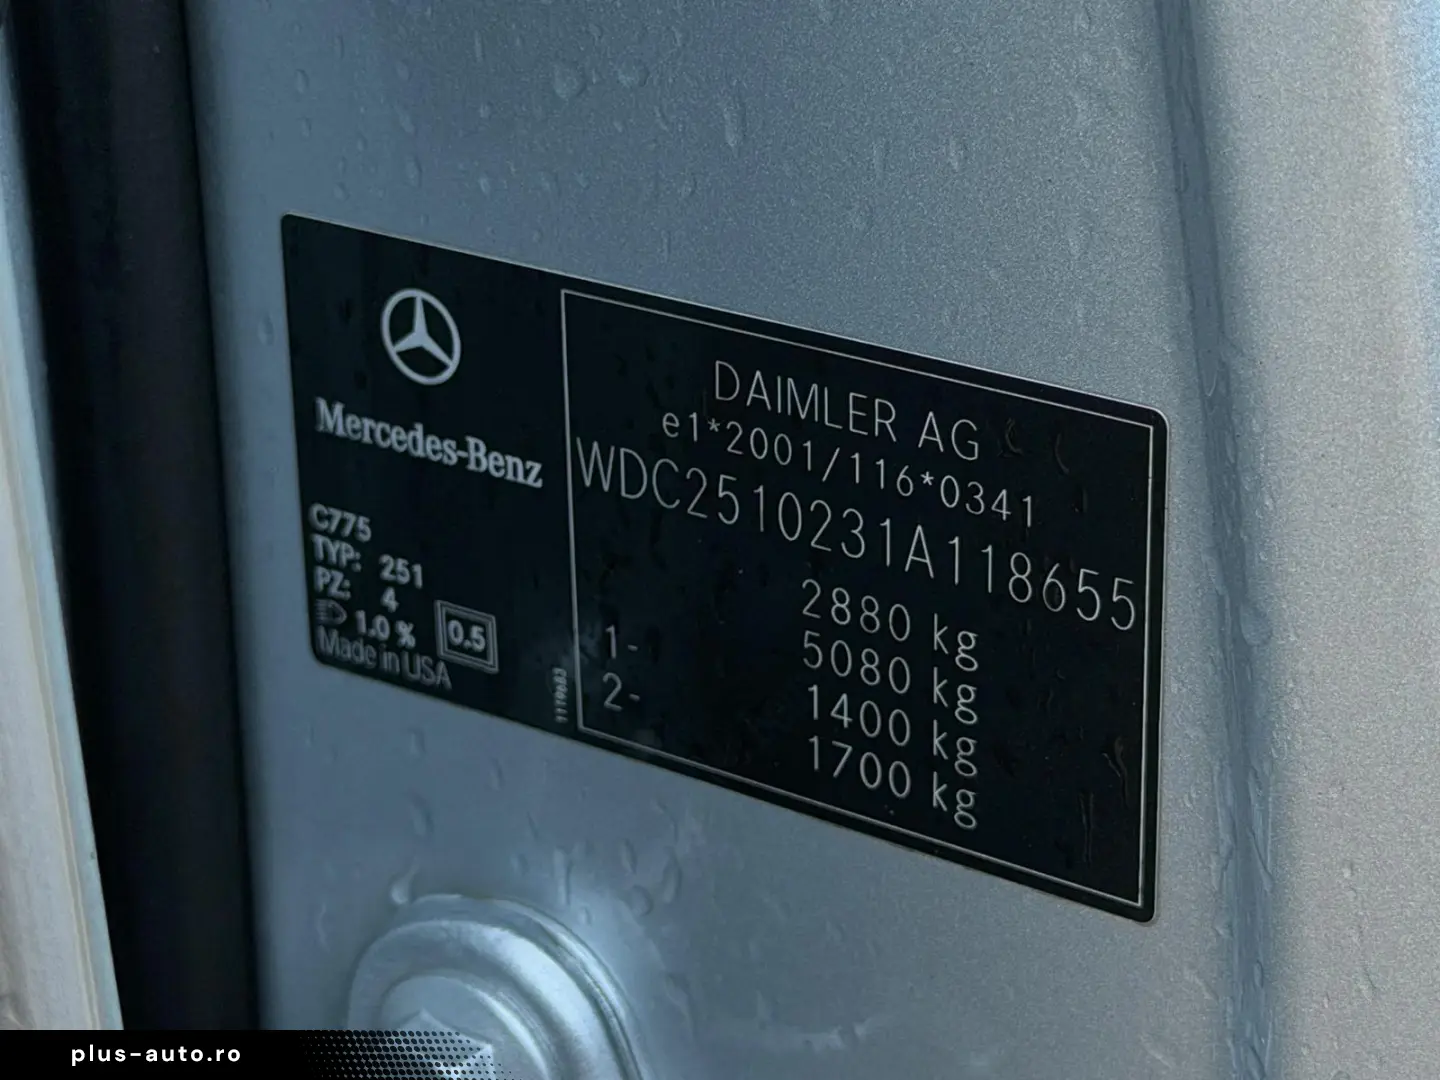 Mercedes-Benz
C775
TYP: 251
PZ: 4
1.0 % 0.5
Made in USA
DAIMLER AG
e1*2001/116*0341
WDC2510231A118655
2880 kg
5080 kg
1- 1400 kg
2- 1700 kg
plus-auto.ro